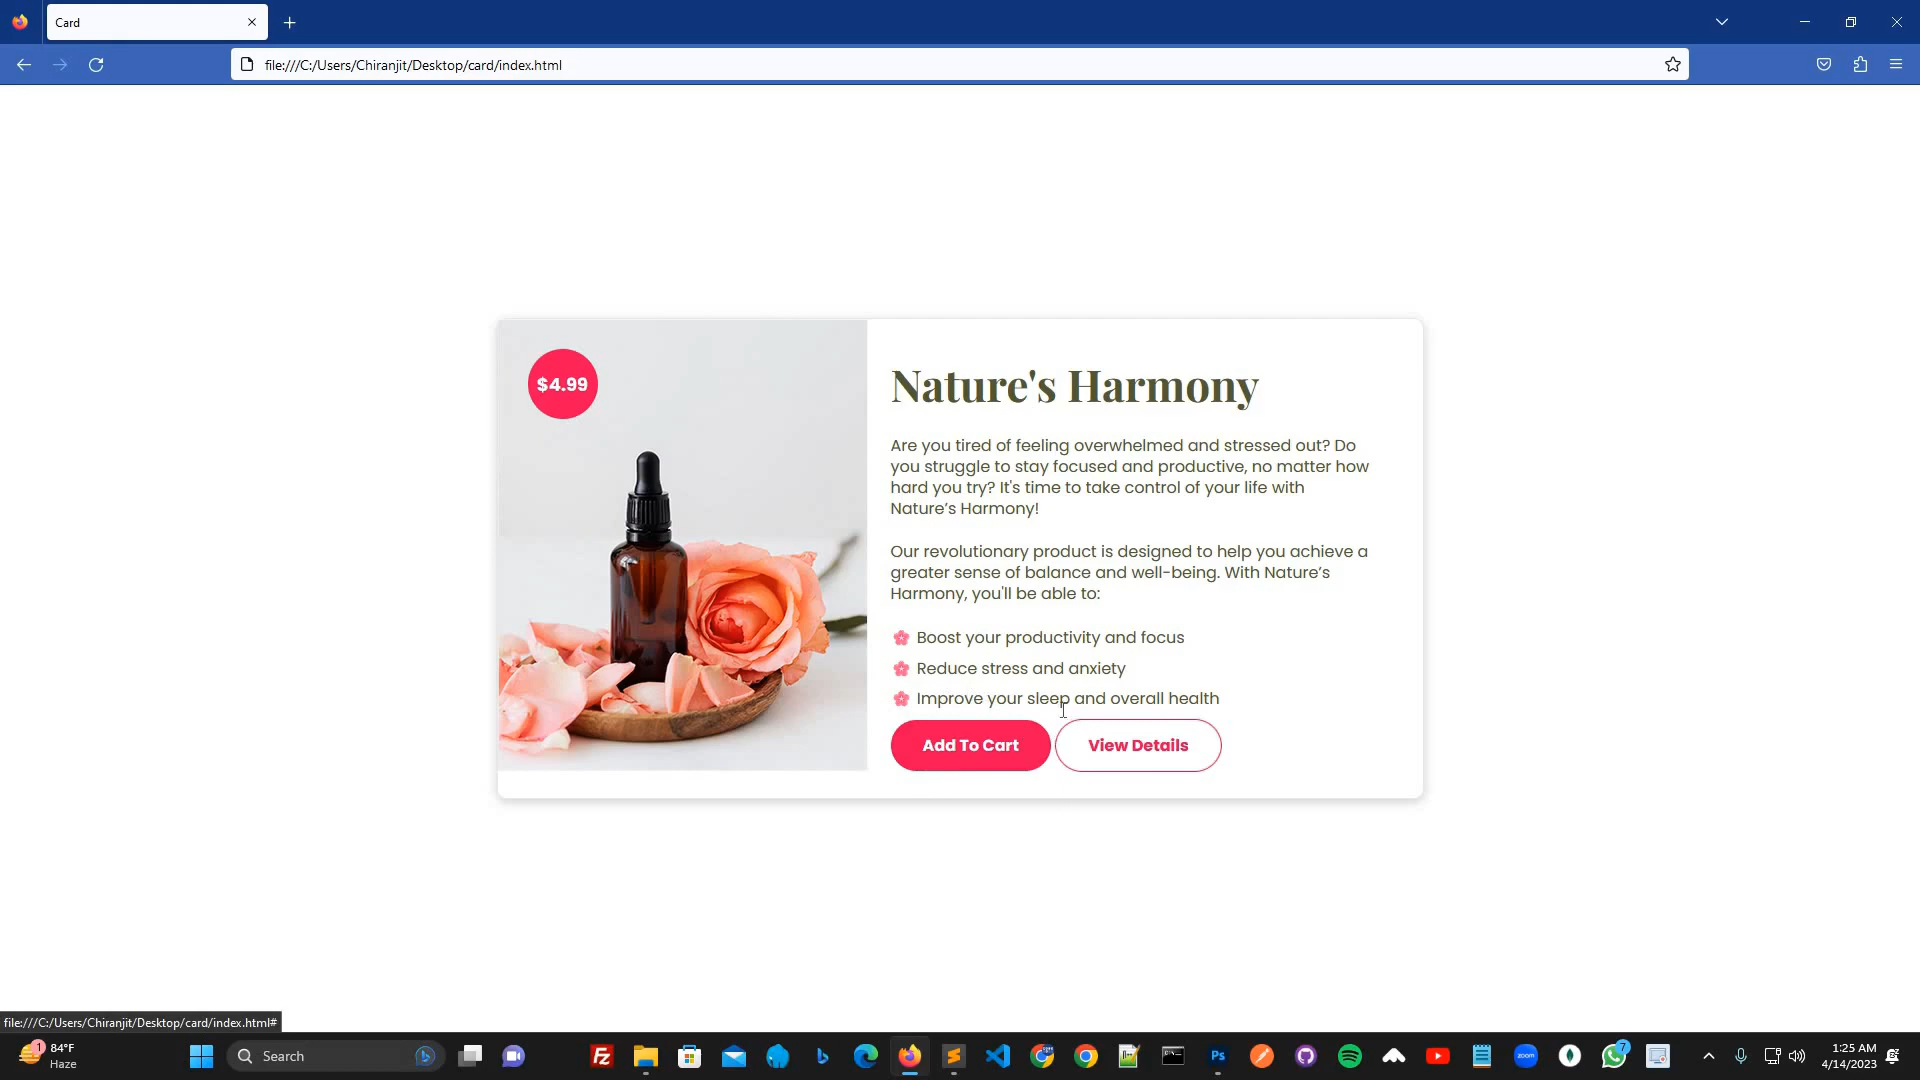 Card
file:///C:/Users/Chiranjit/Desktop/card/index.html
$4.99
Nature's Harmony
Are you tired of feeling overwhelmed and stressed out? Do
you struggle to stay focused and productive, no matter how
hard you try? It's time to take control of your life with
Nature’s Harmony!
Our revolutionary product is designed to help you achieve a
greater sense of balance and well-being. With Nature’s
Harmony, you'll be able to:
Boost your productivity and focus
Reduce stress and anxiety
Improve your sleep and overall health
Add To Cart
View Details
file:///C:/Users/Chiranjit/Desktop/card/index.html#
1
84°F
Haze
Search
Fz
Ps
zoom
7
1:25 AM
4/14/2023